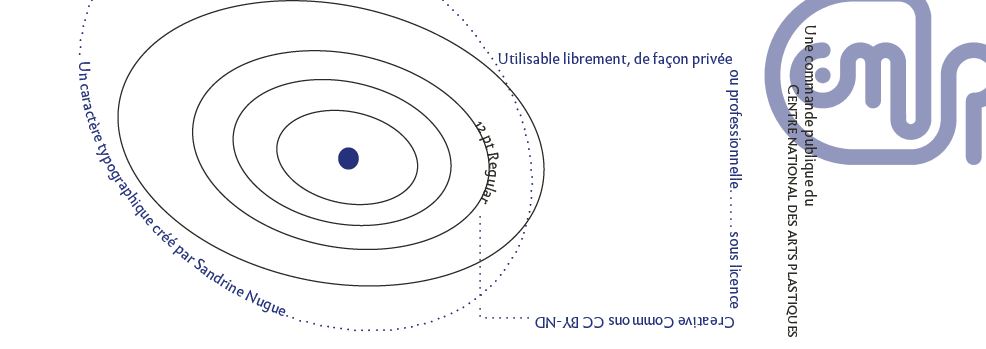 Un caractère typographique créé par Sandrine Nugue
12 pt Regular
Utilisable librement, de façon privée
ou professionnelle
sous licence
Creative Commons CC BY-ND
Une commande publique du
CENTRE NATIONAL DES ARTS PLASTIQUES